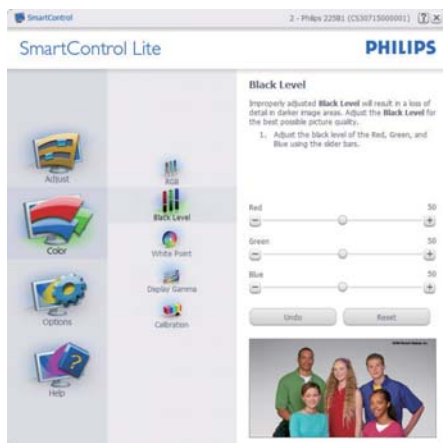 SmartControl
2 - Philips 225B1 (CS30715000001)
SmartControl Lite
PHILIPS
Adjust
Color
Options
Help
RGB
Black Level
White Point
Display Gamma
Calibration
Black Level
Improperly adjusted Black Level will result in a loss of
detail in darker image areas. Adjust the Black Level for
the best possible picture quality.
1. Adjust the black level of the Red, Green, and
Blue using the slider bars.
Red 50
Green 50
Blue 50
Undo Reset